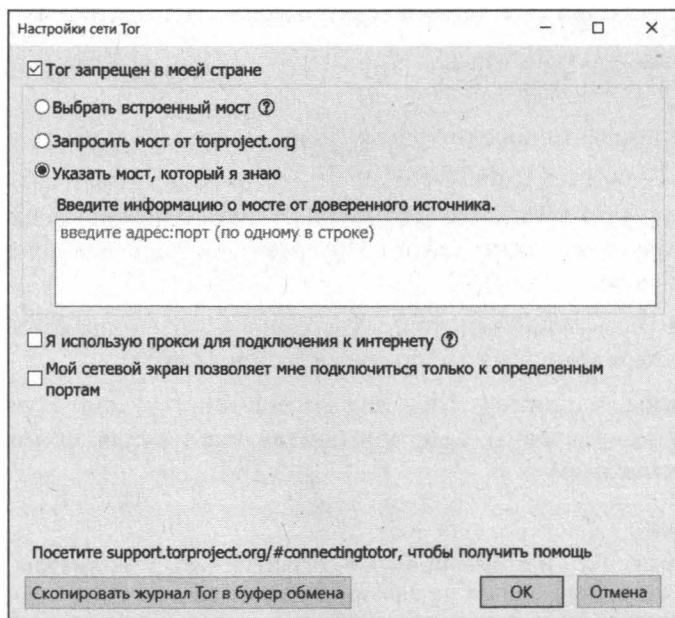 Настройки сети Tor
Tor запрещен в моей стране
Выбрать встроенный мост ?
Запросить мост от torproject.org
Указать мост, который я знаю
Введите информацию о мосте от доверенного источника.
введите адрес:порт (по одному в строке)
Я использую прокси для подключения к интернету ?
Мой сетевой экран позволяет мне подключиться только к определенным
портам
Посетите support.torproject.org/#connectingtotor, чтобы получить помощь
Скопировать журнал Tor в буфер обмена
OK
Отмена